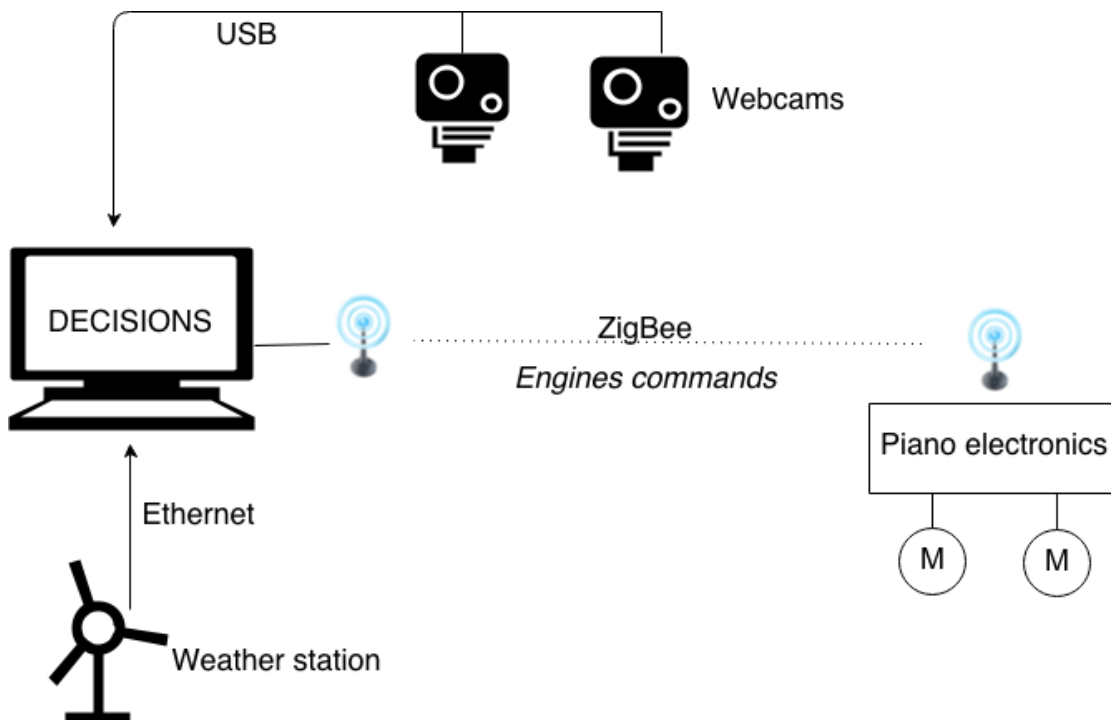 USB
Webcams
DECISIONS
ZigBee
Engines commands
Piano electronics
Ethernet
M
M
Weather station